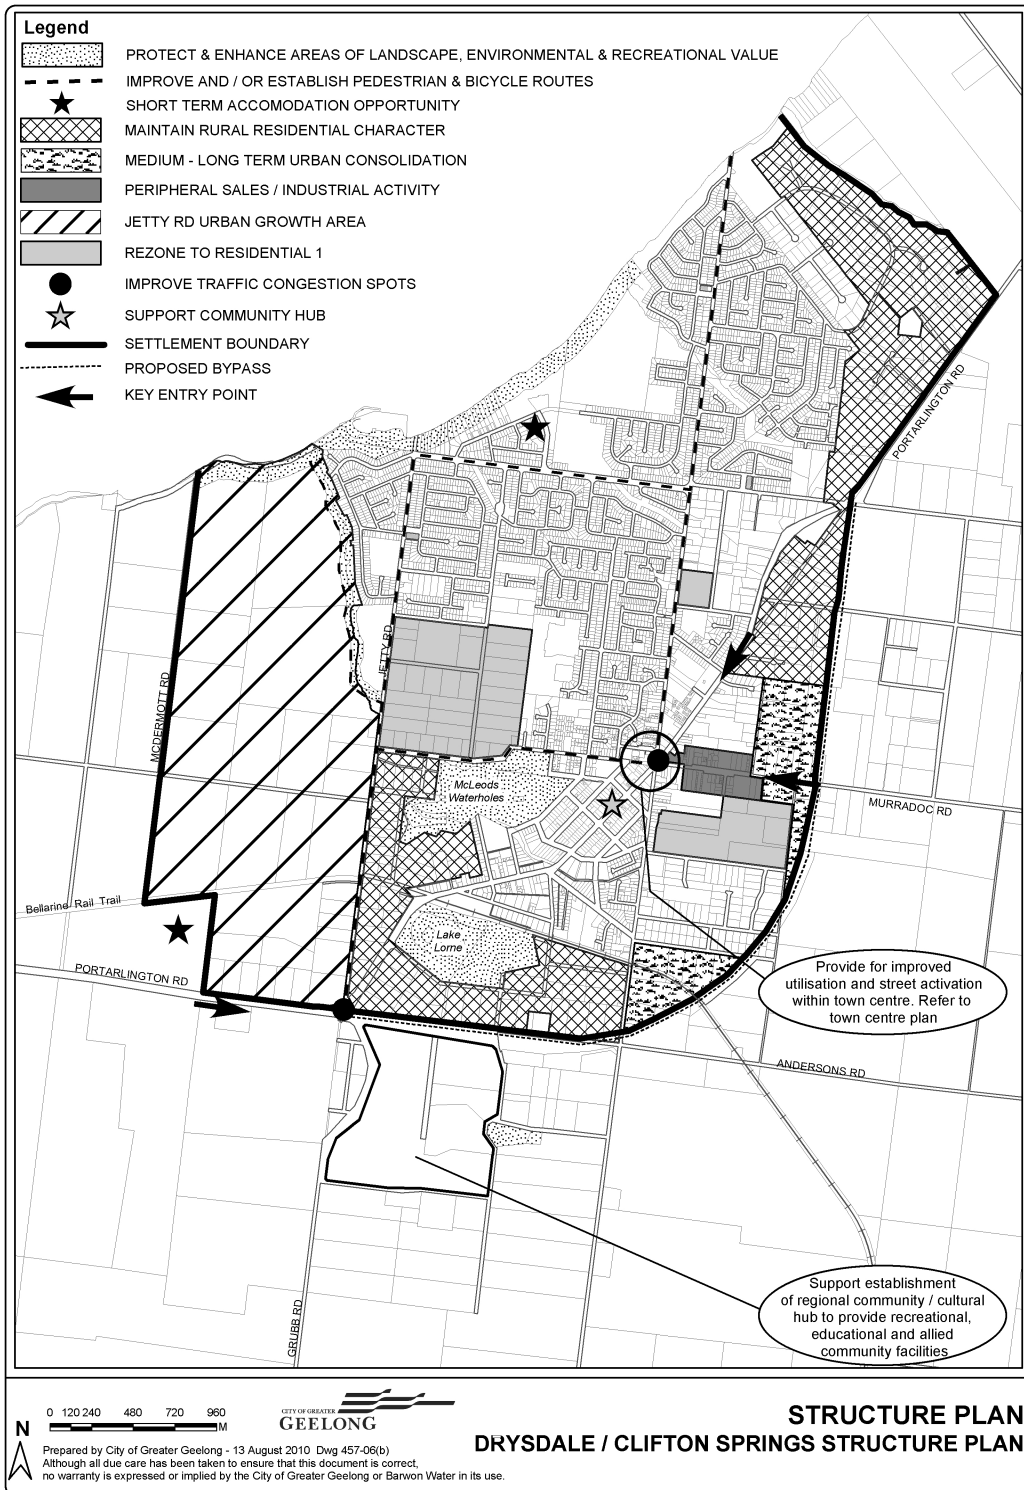 Legend
PROTECT & ENHANCE AREAS OF LANDSCAPE, ENVIRONMENTAL & RECREATIONAL VALUE
IMPROVE AND / OR ESTABLISH PEDESTRIAN & BICYCLE ROUTES
SHORT TERM ACCOMODATION OPPORTUNITY
MAINTAIN RURAL RESIDENTIAL CHARACTER
MEDIUM - LONG TERM URBAN CONSOLIDATION
PERIPHERAL SALES / INDUSTRIAL ACTIVITY
JETTY RD URBAN GROWTH AREA
REZONE TO RESIDENTIAL 1
IMPROVE TRAFFIC CONGESTION SPOTS
SUPPORT COMMUNITY HUB
SETTLEMENT BOUNDARY
PROPOSED BYPASS
KEY ENTRY POINT
PORTARLINGTON RD
JETTY RD
MCDERMOTT RD
McLeods
Waterholes
MURRADOC RD
Bellarine Rail Trail
Lake
Lorne
PORTARLINGTON RD
Provide for improved
utilisation and street activation
within town centre. Refer to
town centre plan
ANDERSONS RD
Support establishment
of regional community / cultural
hub to provide recreational,
educational and allied
community facilities
GRUBB RD
N
0 120 240 480 720 960
M
CITY OF GREATER
GEELONG
Prepared by City of Greater Geelong - 13 August 2010 Dwg 457-06(b)
Although all due care has been taken to ensure that this document is correct,
no warranty is expressed or implied by the City of Greater Geelong or Barwon Water in its use.
STRUCTURE PLAN
DRYSDALE / CLIFTON SPRINGS STRUCTURE PLAN